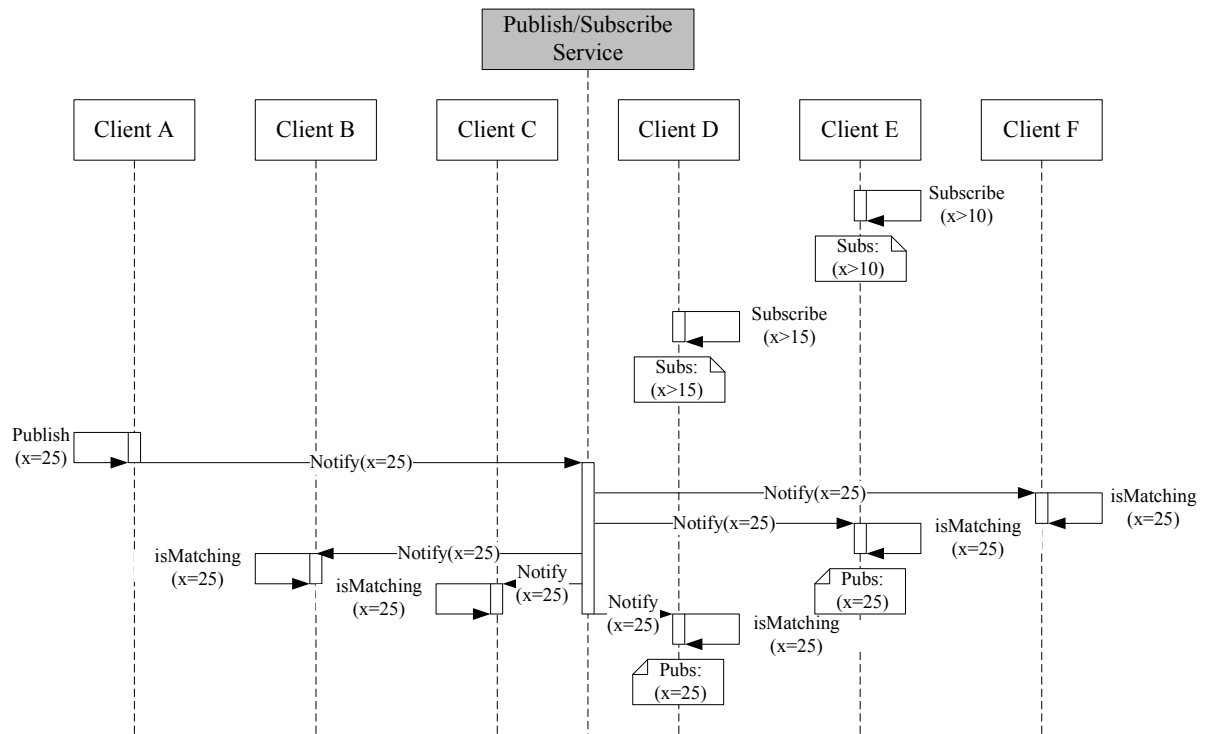 Publish/Subscribe
Service
Client A
Client B
Client C
Client D
Client E
Client F
Subscribe
(x>10)
Subs:
(x>10)
Subscribe
(x>15)
Subs:
(x>15)
Publish
(x=25)
Notify(x=25)
Notify(x=25)
isMatching
(x=25)
Notify(x=25)
isMatching
(x=25)
Notify(x=25)
isMatching
(x=25)
Notify
(x=25)
isMatching
(x=25)
Pubs:
(x=25)
Notify
(x=25)
isMatching
(x=25)
Pubs:
(x=25)